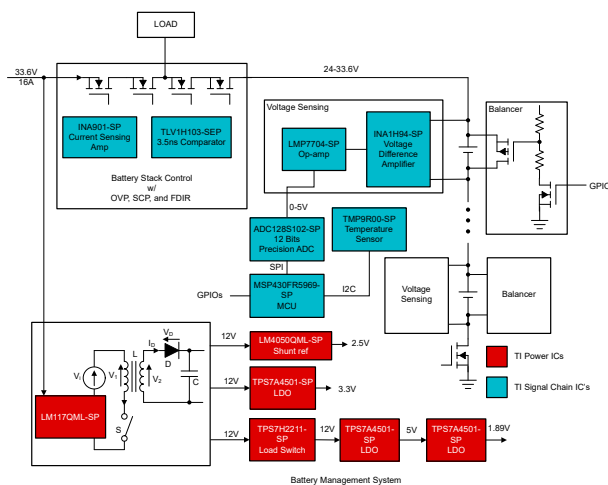 LOAD
33.6V
16A
24-33.6V
INA901-SP
Current Sensing
Amp
TLV1H103-SEP
3.5ns Comparator
Battery Stack Control
w/
OVP, SCP, and FDIR
Voltage Sensing
LMP7704-SP
Op-amp
INA1H94-SP
Voltage
Difference
Amplifier
Balancer
GPIO
0-5V
ADC128S102-SP
12 Bits
Precision ADC
TMP9R00-SP
Temperature
Sensor
SPI
MSP430FR5969-
SP
MCU
GPIOs
I2C
Voltage
Sensing
Balancer
LM117QML-SP
Vi
V1
L
V2
ID
VD
D
C
S
12V
LM4050QML-SP
Shunt ref
2.5V
12V
TPS7A4501-SP
LDO
3.3V
12V
TPS7H2211-
SP
Load Switch
12V
TPS7A4501-
SP
LDO
5V
TPS7A4501-
SP
LDO
1.89V
TI Power ICs
TI Signal Chain IC's
Battery Management System